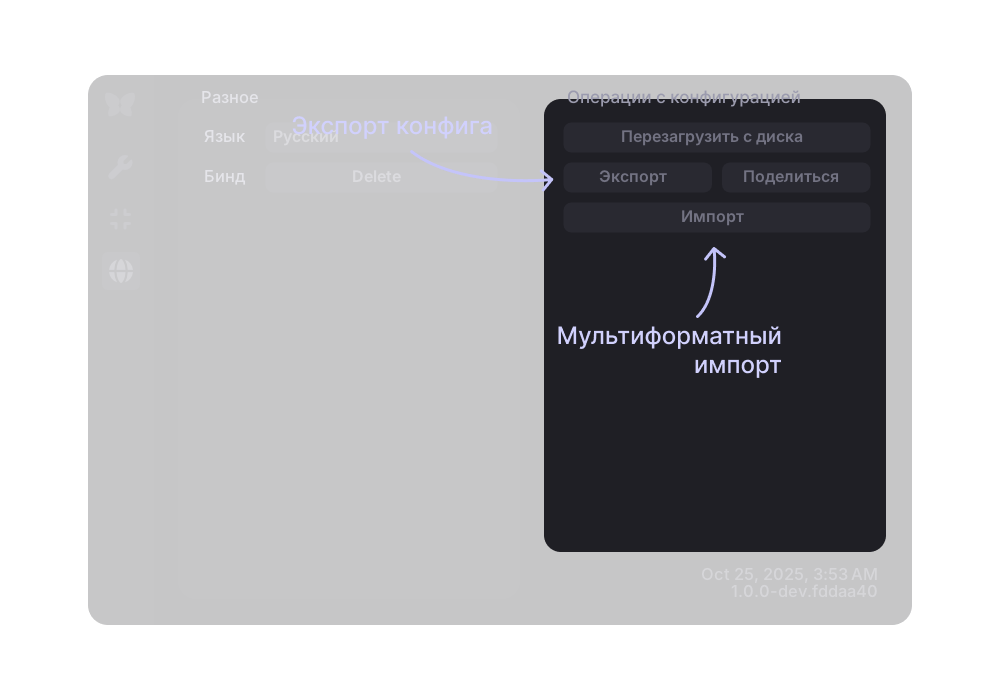 Разное
Экспорт конфига
Язык
Русский
Бинд
Delete
Операции с конфигурацией
Перезагрузить с диска
Экспорт
Поделиться
Импорт
Мультиформатный
импорт
Oct 25, 2025, 3:53 AM
1.0.0-dev.fddaa40